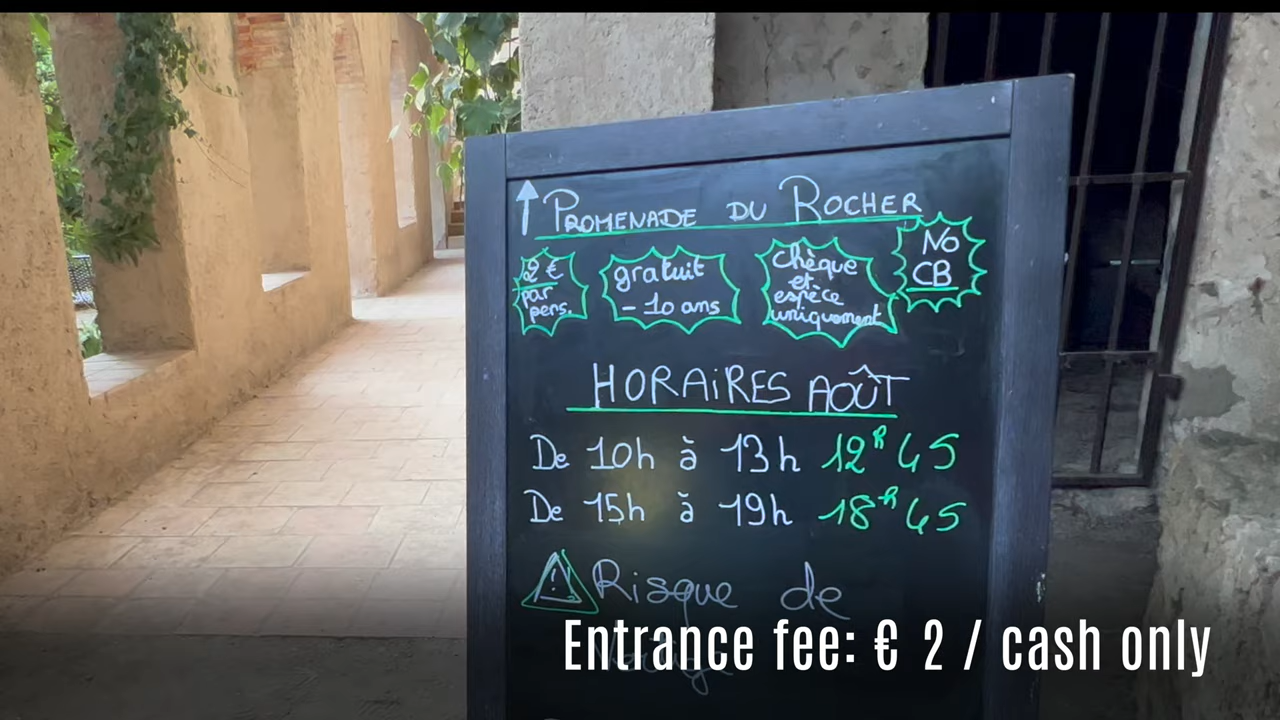 ↑ PROMENADE DU ROCHER
2 €
par
pers.
gratuit
- 10 ans
chèque
et
espèce
uniquement
No
CB
HORAIRES AOÛT
De 10h à 13h 12h45
De 15h à 19h 18h45
⚠ Risque de
Entrance fee: € 2 / cash only